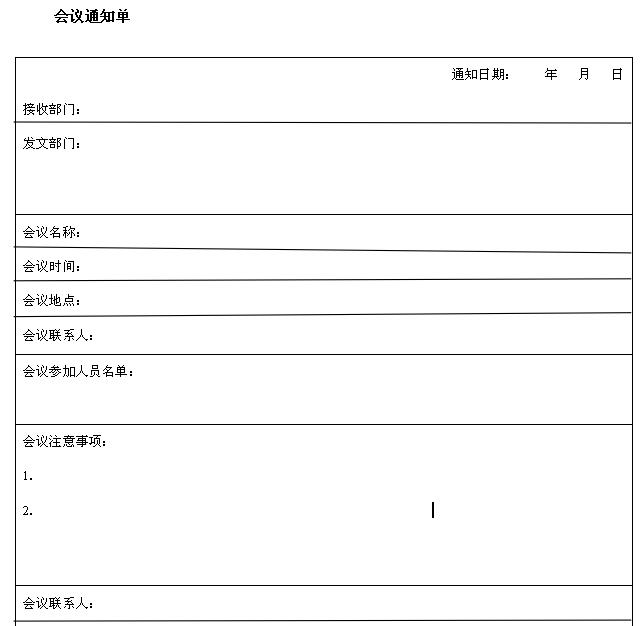 会议通知单
通知日期： 年 月 日
接收部门：
发文部门：
会议名称：
会议时间：
会议地点：
会议联系人：
会议参加人员名单：
会议注意事项：
1.
2.
会议联系人：